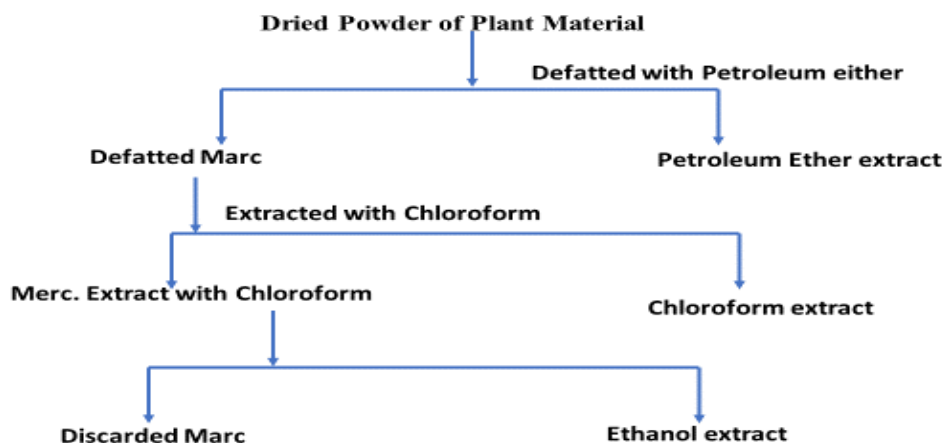 Dried Powder of Plant Material
Defatted with Petroleum either
Defatted Marc
Petroleum Ether extract
Extracted with Chloroform
Merc. Extract with Chloroform
Chloroform extract
Discarded Marc
Ethanol extract